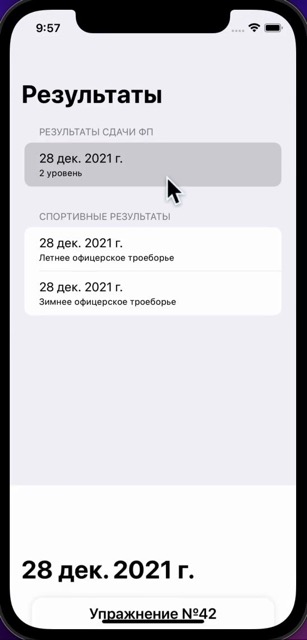 9:57
Результаты
РЕЗУЛЬТАТЫ СДАЧИ ФП
28 дек. 2021 г.
2 уровень
СПОРТИВНЫЕ РЕЗУЛЬТАТЫ
28 дек. 2021 г.
Летнее офицерское троеборье
28 дек. 2021 г.
Зимнее офицерское троеборье
28 дек. 2021 г.
Упражнение №42